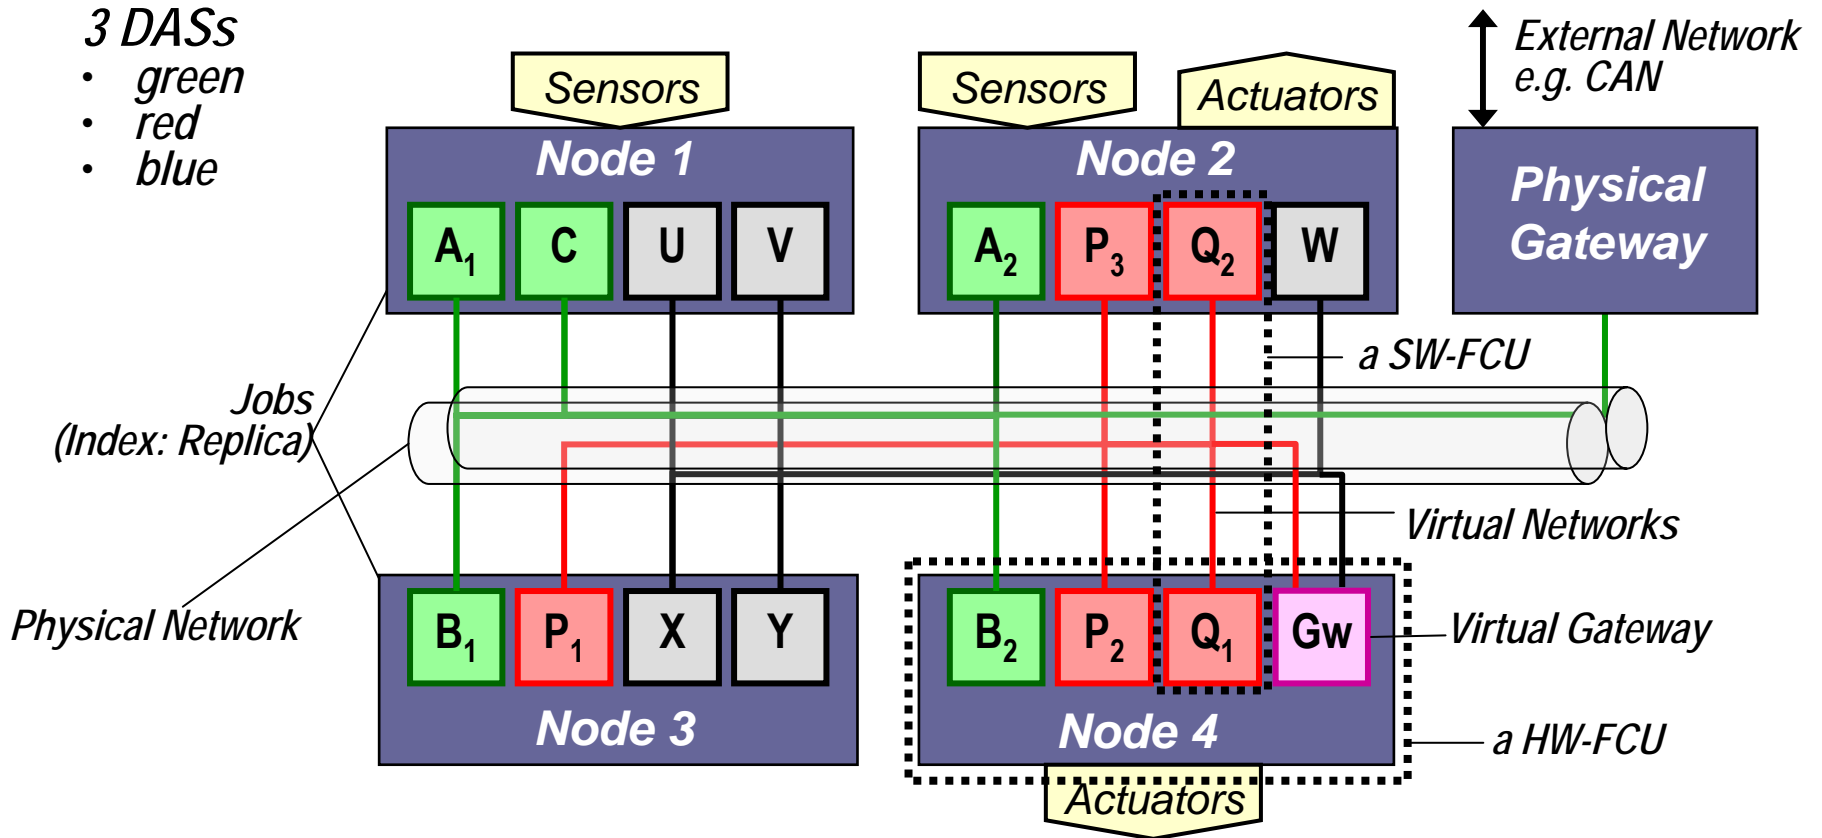 3 DASs
• green
• red
• blue
Sensors
Sensors
Actuators
External Network
e.g. CAN
Node 1
Node 2
Physical
Gateway
A1
C
U
V
A2
P3
Q2
W
a SW-FCU
Jobs
(Index: Replica)
Virtual Networks
Physical Network
B1
P1
X
Y
B2
P2
Q1
Gw
Virtual Gateway
Node 3
Node 4
a HW-FCU
Actuators